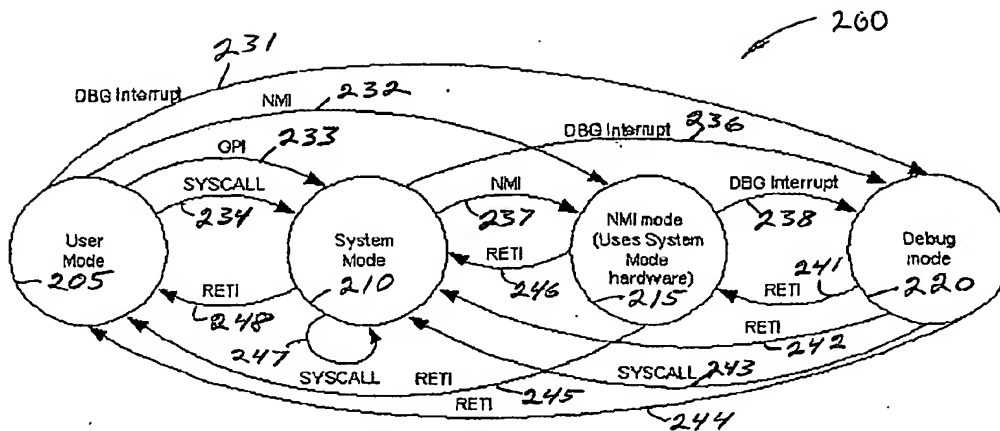 200
231
DBG Interrupt
NMI
232
GPI
233
DBG Interrupt
236
SYSCALL
234
NMI
237
DBG Interrupt
238
User
Mode
205
System
Mode
210
NMI mode
(Uses System
Mode
hardware)
215
Debug
mode
220
RETI
246
241
RETI
RETI
248
RETI
242
247
SYSCALL
RETI
245
SYSCALL
243
RETI
244